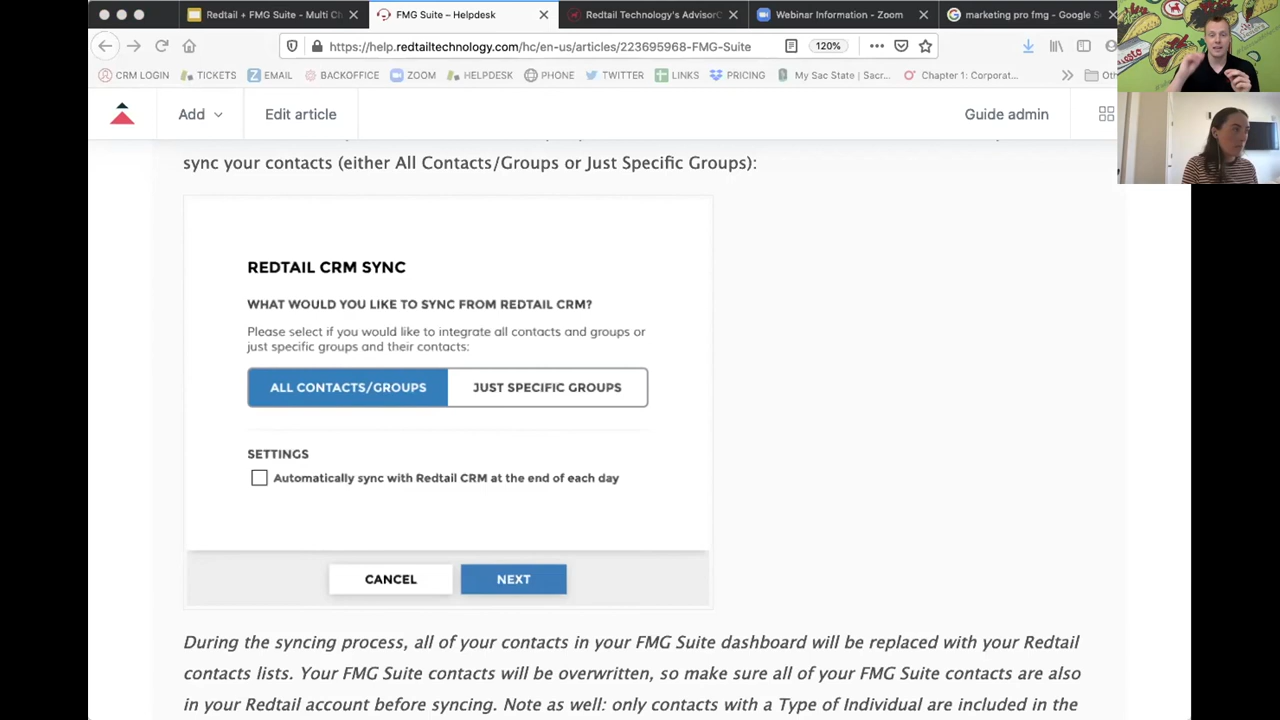 Redtail + FMG Suite - Multi Ch
FMG Suite – Helpdesk
Redtail Technology's Advisor
Webinar Information - Zoom
marketing pro fmg - Google S
https://help.redtailtechnology.com/hc/en-us/articles/223695968-FMG-Suite
120%
CRM LOGIN
TICKETS
EMAIL
BACKOFFICE
ZOOM
HELPDESK
PHONE
TWITTER
LINKS
PRICING
My Sac State | Sacr...
Chapter 1: Corporat...
Add
Edit article
Guide admin
sync your contacts (either All Contacts/Groups or Just Specific Groups):
REDTAIL CRM SYNC
WHAT WOULD YOU LIKE TO SYNC FROM REDTAIL CRM?
Please select if you would like to integrate all contacts and groups or
just specific groups and their contacts:
ALL CONTACTS/GROUPS
JUST SPECIFIC GROUPS
SETTINGS
Automatically sync with Redtail CRM at the end of each day
CANCEL
NEXT
During the syncing process, all of your contacts in your FMG Suite dashboard will be replaced with your Redtail
contacts lists. Your FMG Suite contacts will be overwritten, so make sure all of your FMG Suite contacts are also
in your Redtail account before syncing. Note as well: only contacts with a Type of Individual are included in the